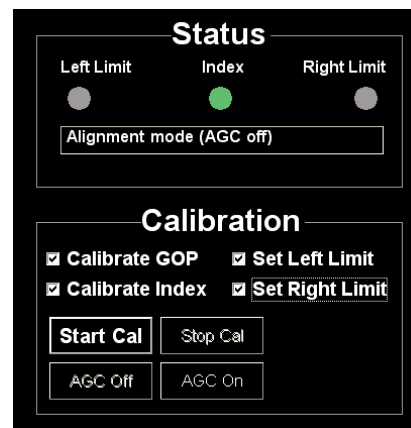 Status
Left Limit Index Right Limit
Alignment mode (AGC off)
Calibration
Calibrate GOP Set Left Limit
Calibrate Index Set Right Limit
Start Cal Stop Cal
AGC Off AGC On